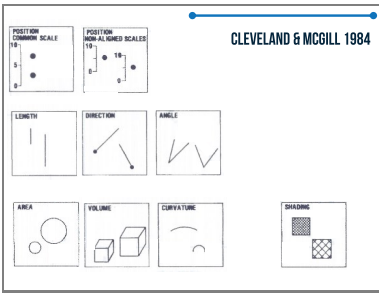 CLEVELAND & MCGILL 1984
POSITION
COMMON SCALE
10
5
0
POSITION
NON-ALIGNED SCALES
10
0
10
0
LENGTH
DIRECTION
ANGLE
AREA
VOLUME
CURVATURE
SHADING